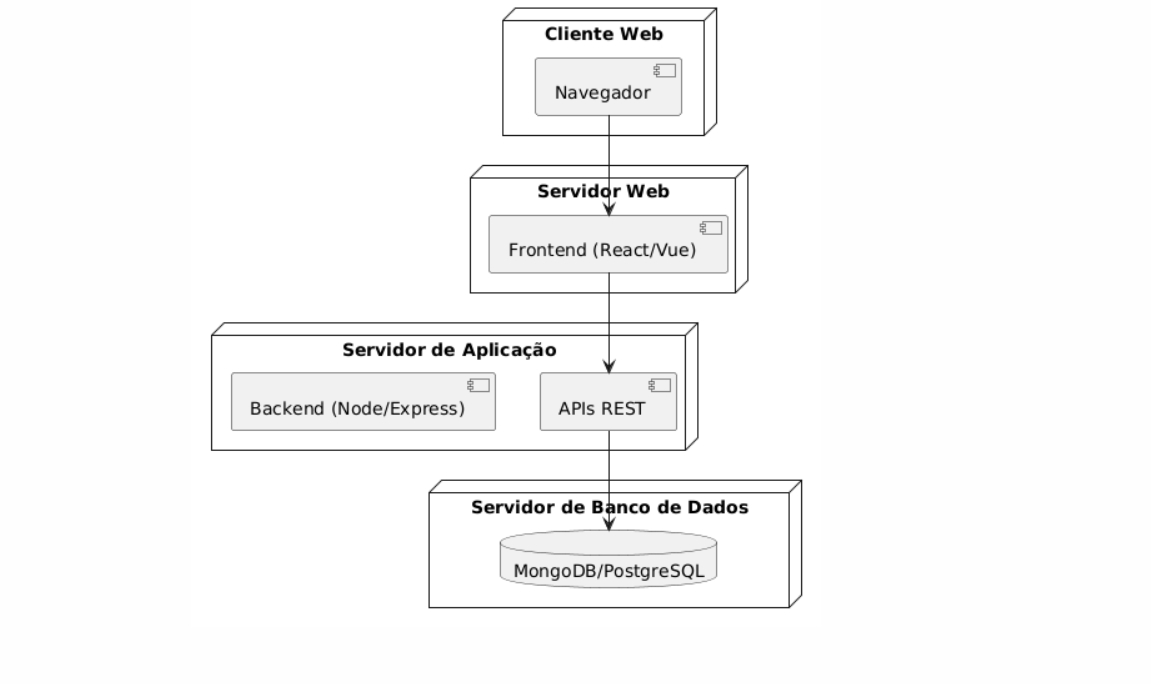 Cliente Web
Navegador
Servidor Web
Frontend (React/Vue)
Servidor de Aplicação
Backend (Node/Express)
APIs REST
Servidor de Banco de Dados
MongoDB/PostgreSQL